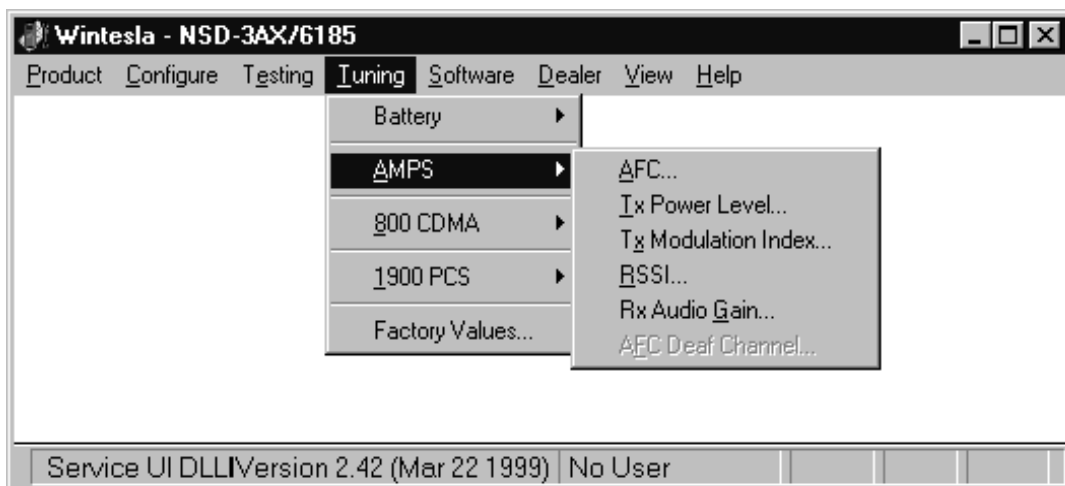 Wintesla - NSD-3AX/6185
Product Configure Testing Tuning Software Dealer View Help
Battery
AMPS
800 CDMA
1900 PCS
Factory Values...
AFC...
Tx Power Level...
Tx Modulation Index...
RSSI...
Rx Audio Gain...
AFC Deaf Channel...
Service UI DLL Version 2.42 (Mar 22 1999) No User